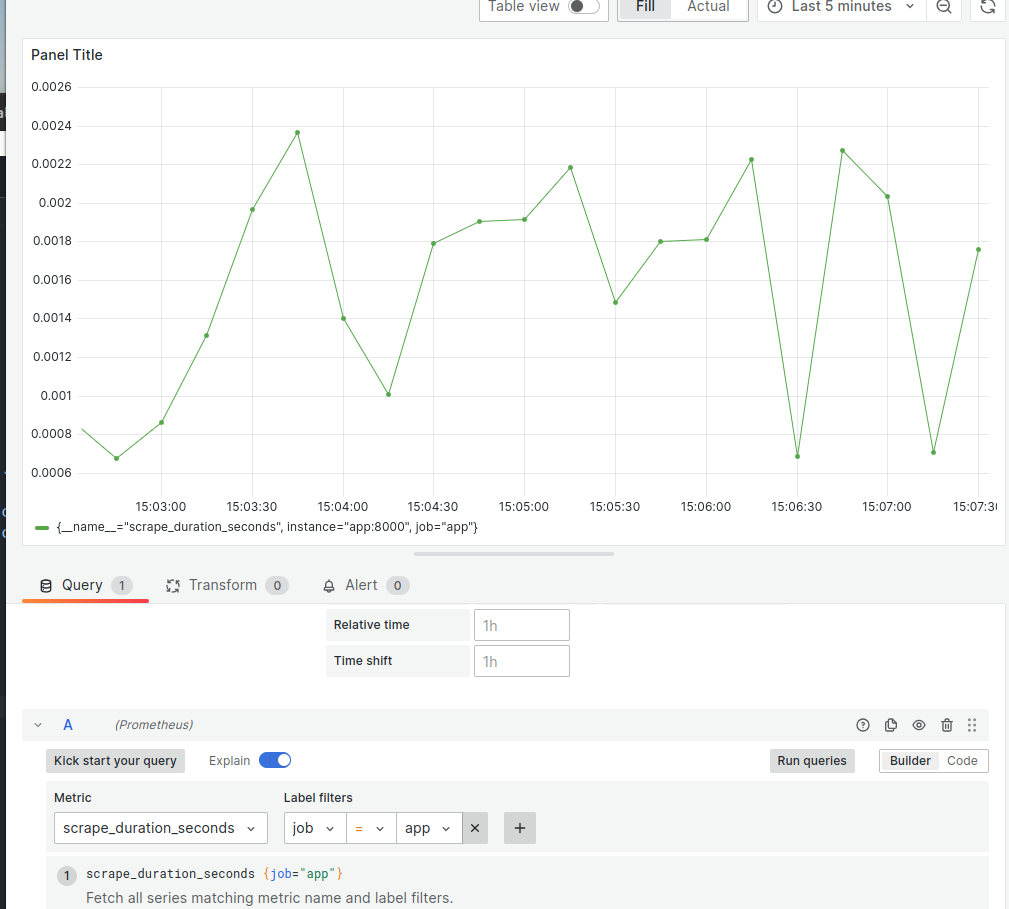 Table view Fill Actual Last 5 minutes
Panel Title
0.0026
0.0024
0.0022
0.002
0.0018
0.0016
0.0014
0.0012
0.001
0.0008
0.0006
15:03:00 15:03:30 15:04:00 15:04:30 15:05:00 15:05:30 15:06:00 15:06:30 15:07:00 15:07:30
{__name__="scrape_duration_seconds", instance="app:8000", job="app"}
Query 1 Transform 0 Alert 0
Relative time 1h
Time shift 1h
A (Prometheus)
Kick start your query Explain Run queries Builder Code
Metric Label filters
scrape_duration_seconds job = app
1 scrape_duration_seconds {job="app"}
Fetch all series matching metric name and label filters.